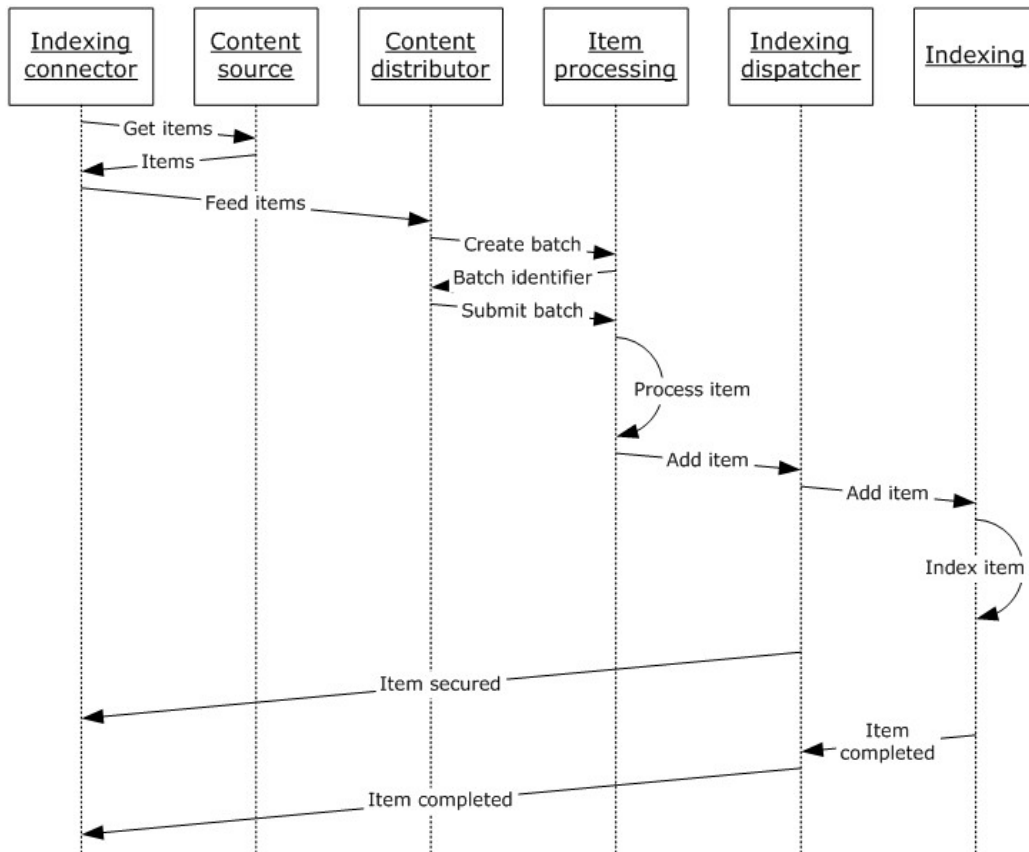 Indexing
connector
Content
source
Content
distributor
Item
processing
Indexing
dispatcher
Indexing
Get items
Items
Feed items
Create batch
Batch identifier
Submit batch
Process item
Add item
Add item
Index item
Item secured
Item
completed
Item completed